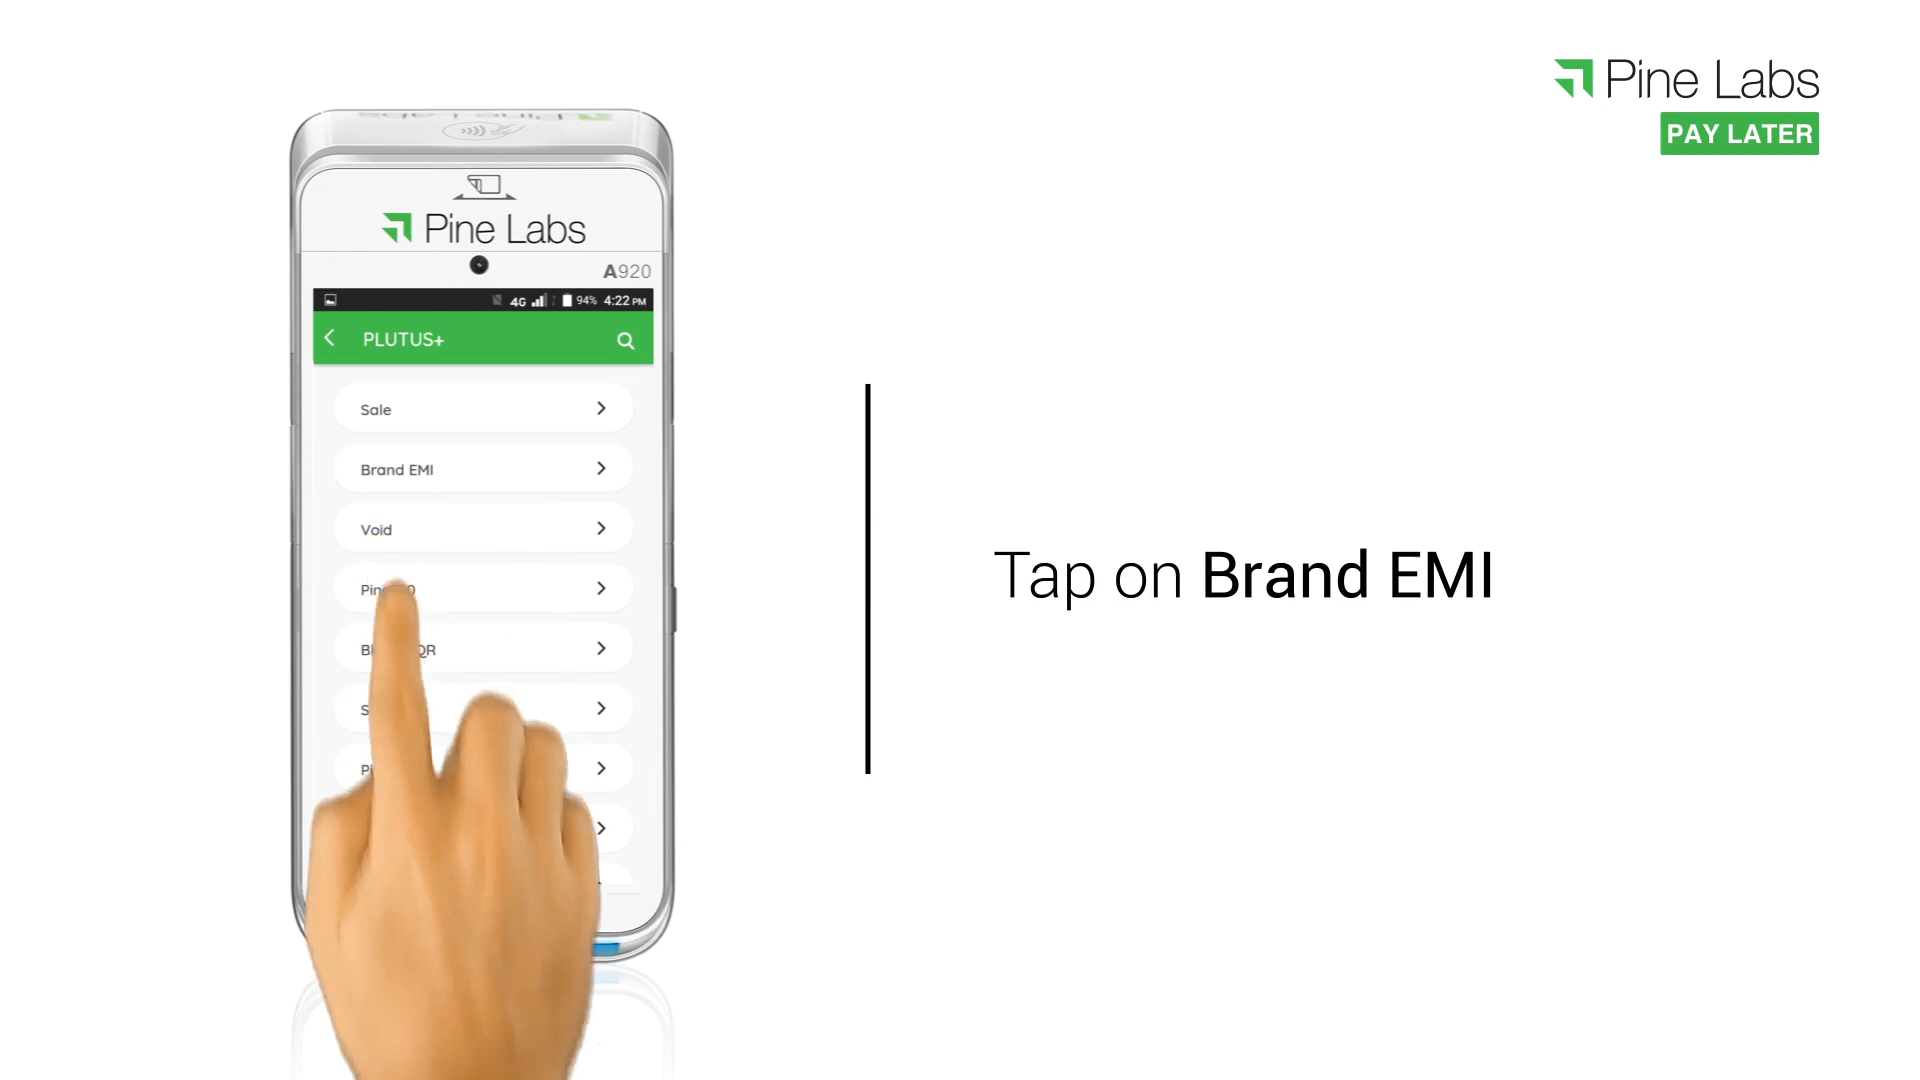 Pine Labs
PAY LATER
Pine Labs
A920
4G 94% 4:22 PM
PLUTUS+
Sale
Brand EMI
Void
QR
Tap on Brand EMI